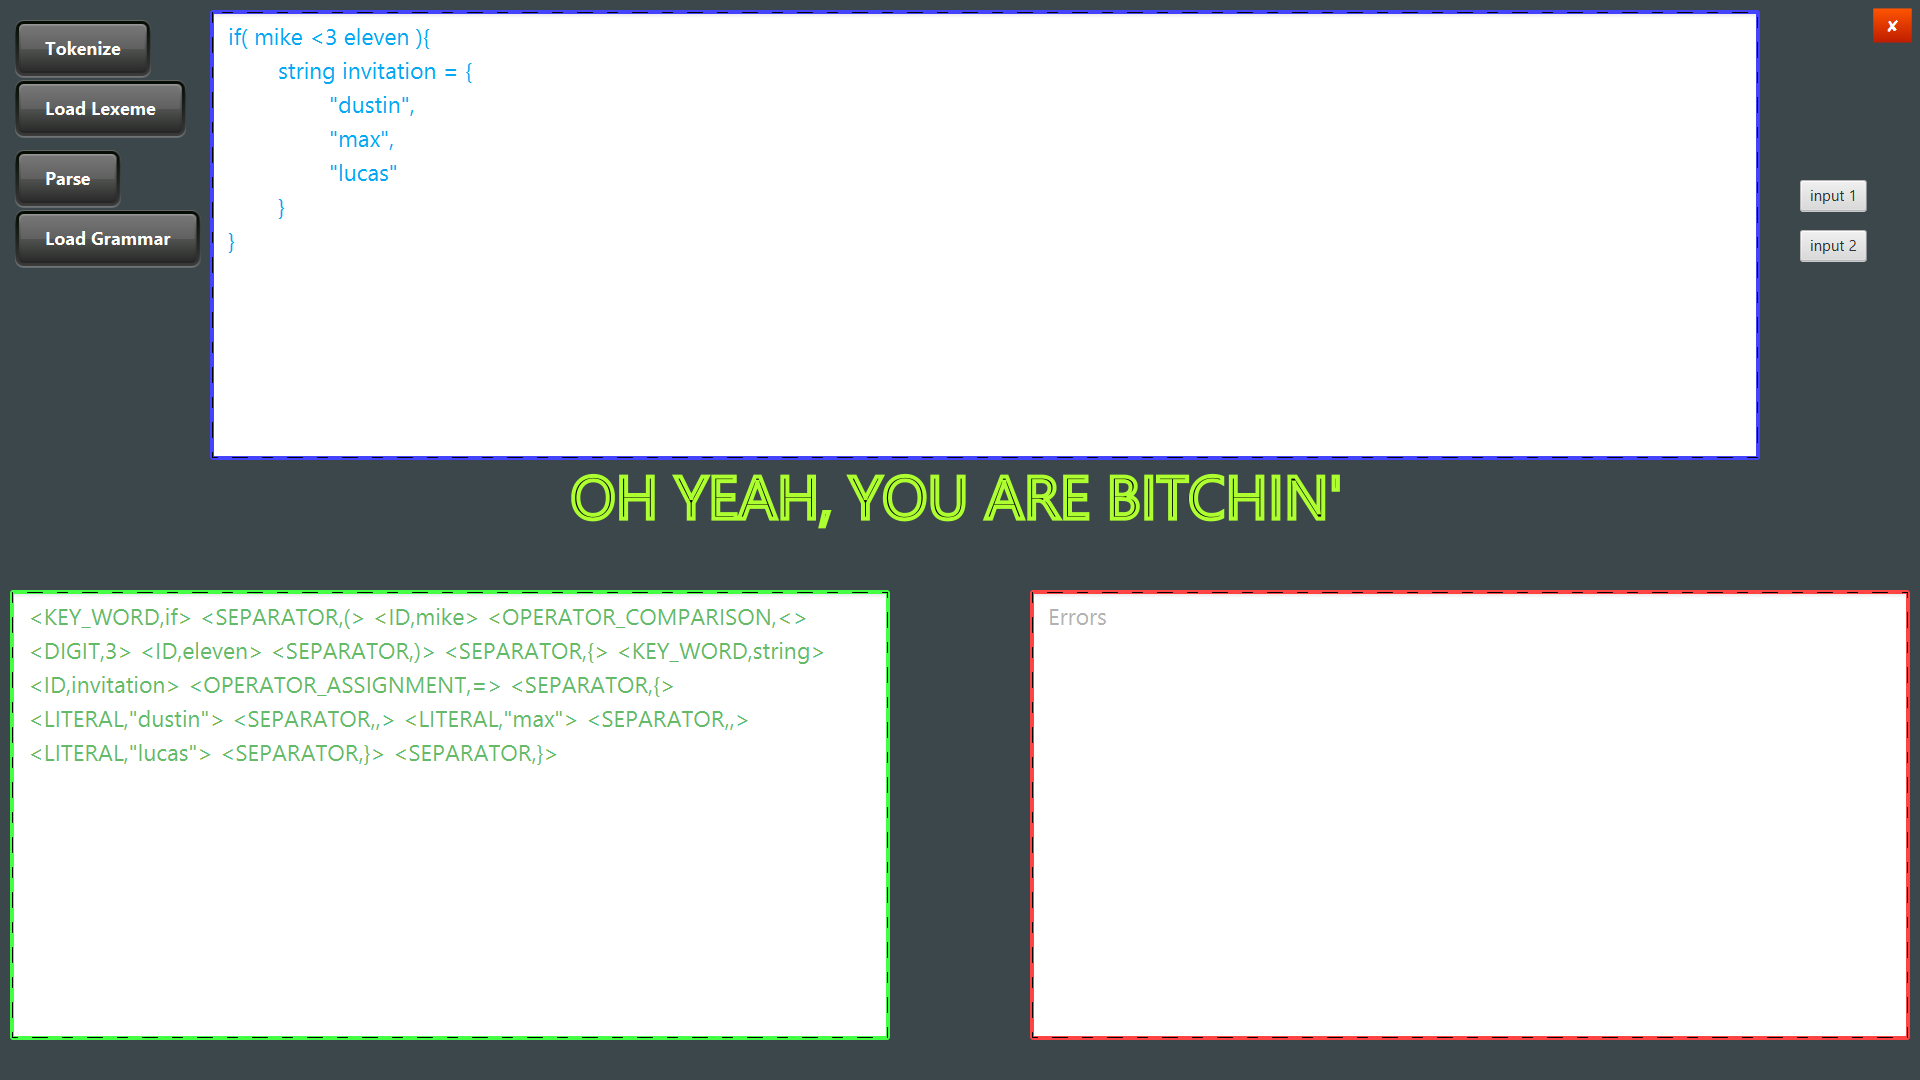 Tokenize
Load Lexeme
Parse
Load Grammar
if( mike <3 eleven ){
string invitation = {
"dustin",
"max",
"lucas"
}
}
✘
input 1
input 2
OH YEAH, YOU ARE BITCHIN'
<KEY_WORD,if> <SEPARATOR,(> <ID,mike> <OPERATOR_COMPARISON,<>
<DIGIT,3> <ID,eleven> <SEPARATOR,)> <SEPARATOR,{> <KEY_WORD,string>
<ID,invitation> <OPERATOR_ASSIGNMENT,=> <SEPARATOR,{>
<LITERAL,"dustin"> <SEPARATOR,,> <LITERAL,"max"> <SEPARATOR,,>
<LITERAL,"lucas"> <SEPARATOR,}> <SEPARATOR,}>
Errors